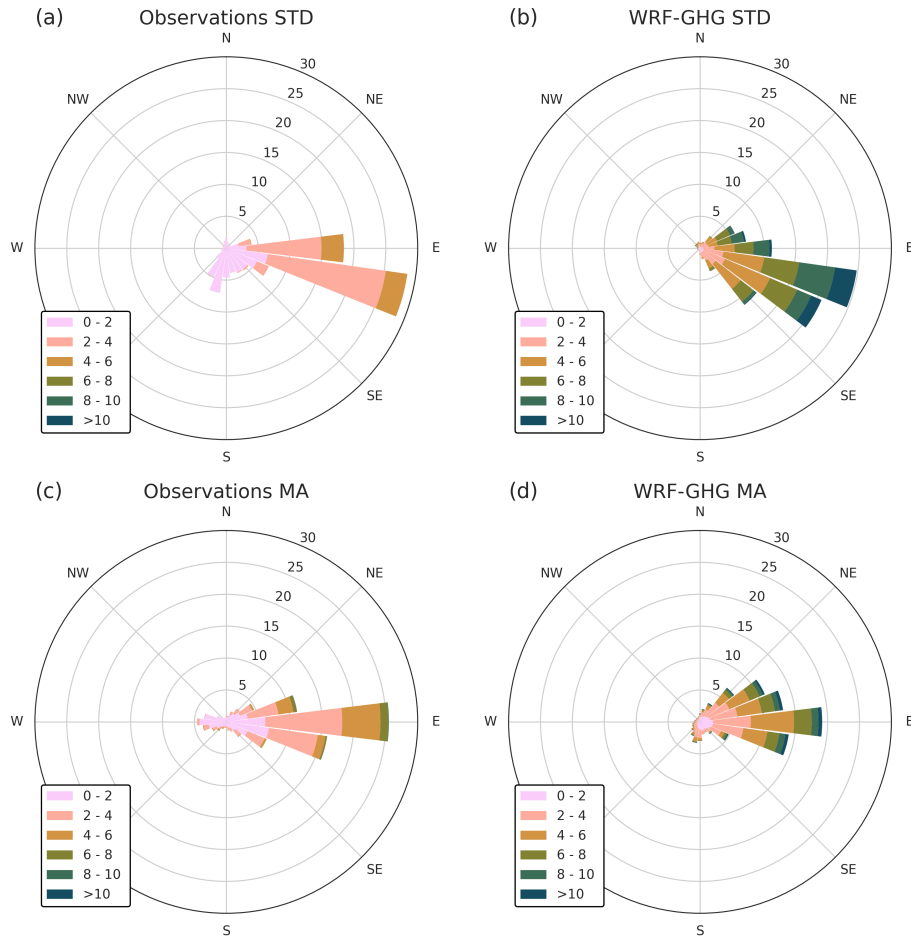 (a) Observations STD
N
30
25
20
15
10
5
NW
NE
W
E
SE
S
0 - 2
2 - 4
4 - 6
6 - 8
8 - 10
>10
(b) WRF-GHG STD
N
30
25
20
15
10
5
NW
NE
W
E
SE
S
0 - 2
2 - 4
4 - 6
6 - 8
8 - 10
>10
(c) Observations MA
N
30
25
20
15
10
5
NW
NE
W
E
SE
S
0 - 2
2 - 4
4 - 6
6 - 8
8 - 10
>10
(d) WRF-GHG MA
N
30
25
20
15
10
5
NW
NE
W
E
SE
S
0 - 2
2 - 4
4 - 6
6 - 8
8 - 10
>10